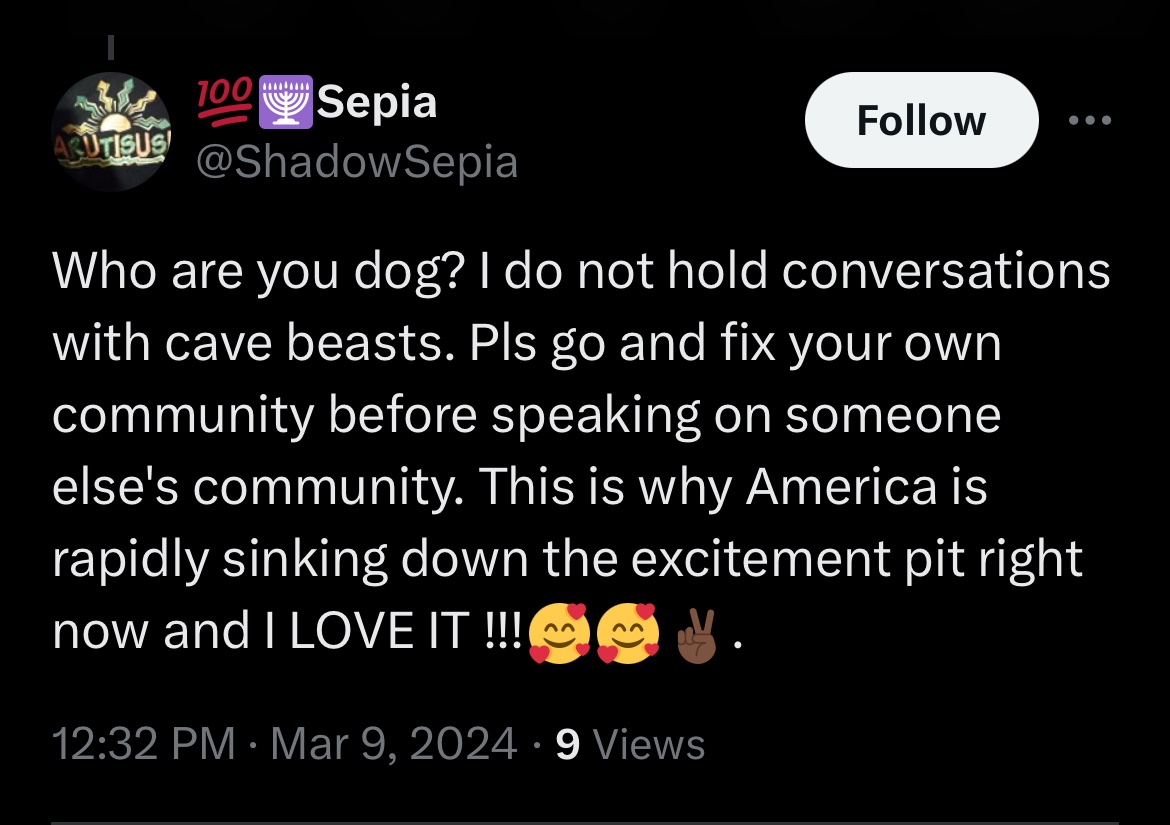 ARUTISUS
💯🕎Sepia
Follow
@ShadowSepia
Who are you dog? I do not hold conversations
with cave beasts. Pls go and fix your own
community before speaking on someone
else's community. This is why America is
rapidly sinking down the excitement pit right
now and I LOVE IT !!!🥰🥰✌🏾.
12:32 PM · Mar 9, 2024 · 9 Views